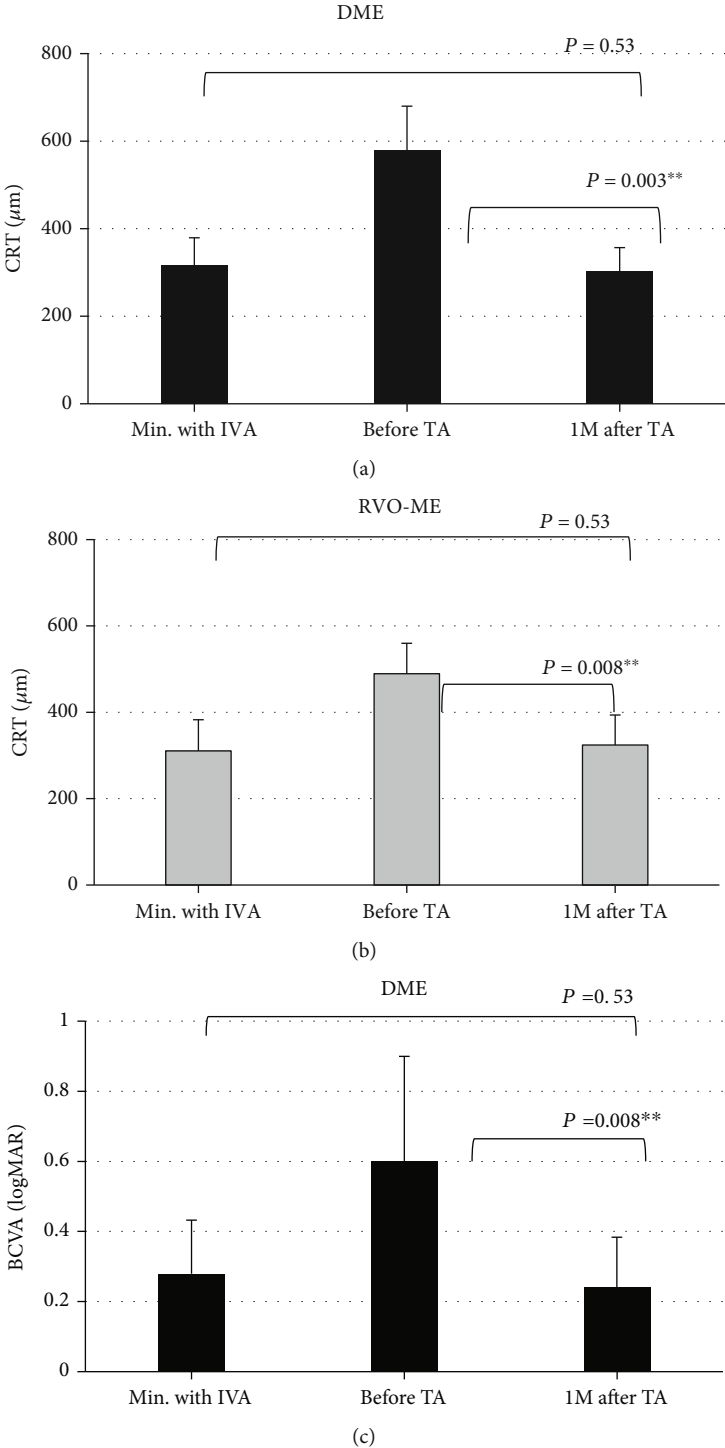 DME
P = 0.53
800
P = 0.003**
600
400
200
0
CRT (μm)
Min. with IVA
Before TA
1M after TA
(a)
RVO-ME
P = 0.53
800
600
P = 0.008**
400
200
0
CRT (μm)
Min. with IVA
Before TA
1M after TA
(b)
DME
P =0. 53
1
0.8
P =0.008**
0.6
0.4
0.2
0
BCVA (logMAR)
Min. with IVA
Before TA
1M after TA
(c)